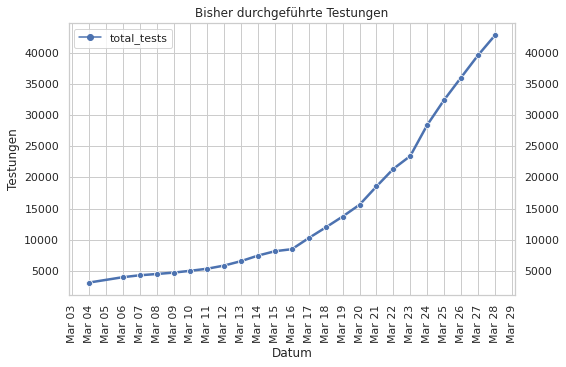 Bisher durchgeführte Testungen
total_tests
Testungen
40000
35000
30000
25000
20000
15000
10000
5000
40000
35000
30000
25000
20000
15000
10000
5000
Mar 03
Mar 04
Mar 05
Mar 06
Mar 07
Mar 08
Mar 09
Mar 10
Mar 11
Mar 12
Mar 13
Mar 14
Mar 15
Mar 16
Mar 17
Mar 18
Mar 19
Mar 20
Mar 21
Mar 22
Mar 23
Mar 24
Mar 25
Mar 26
Mar 27
Mar 28
Mar 29
Datum